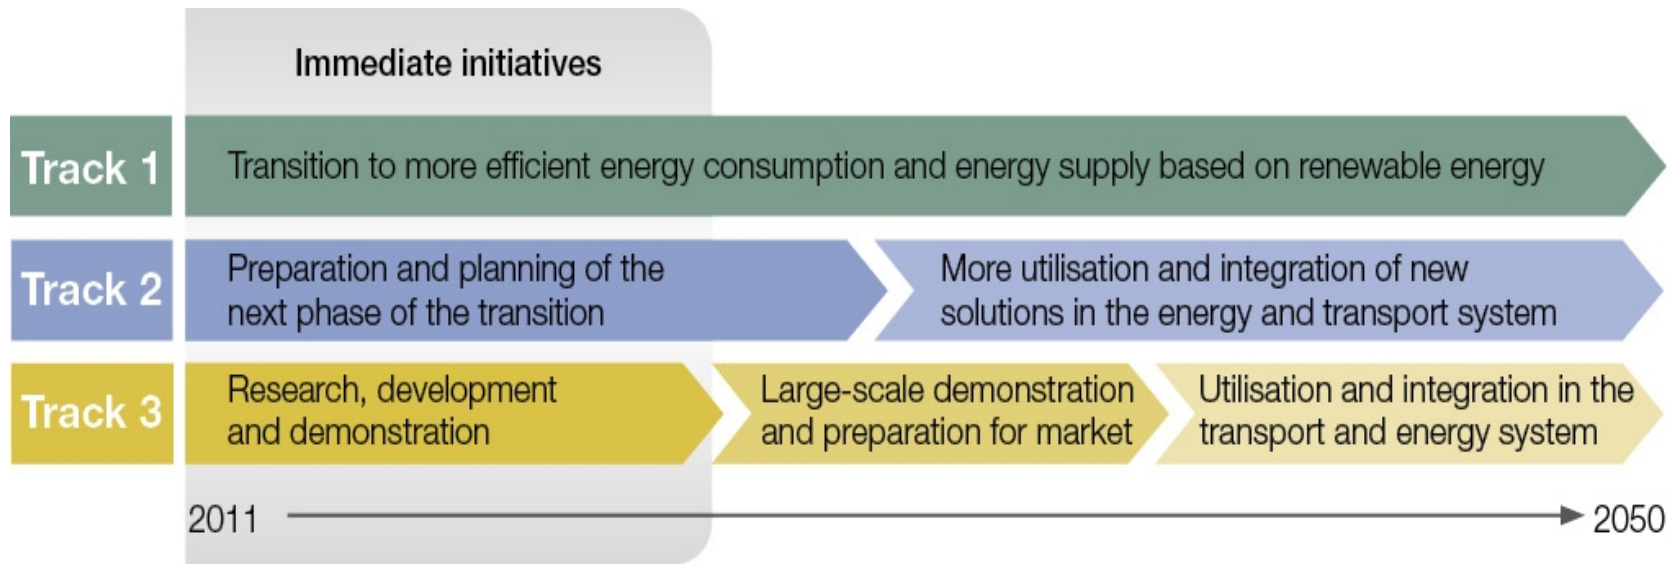 Immediate initiatives
Track 1
Transition to more efficient energy consumption and energy supply based on renewable energy
Track 2
Preparation and planning of the
next phase of the transition
More utilisation and integration of new
solutions in the energy and transport system
Track 3
Research, development
and demonstration
Large-scale demonstration
and preparation for market
Utilisation and integration in the
transport and energy system
2011
2050